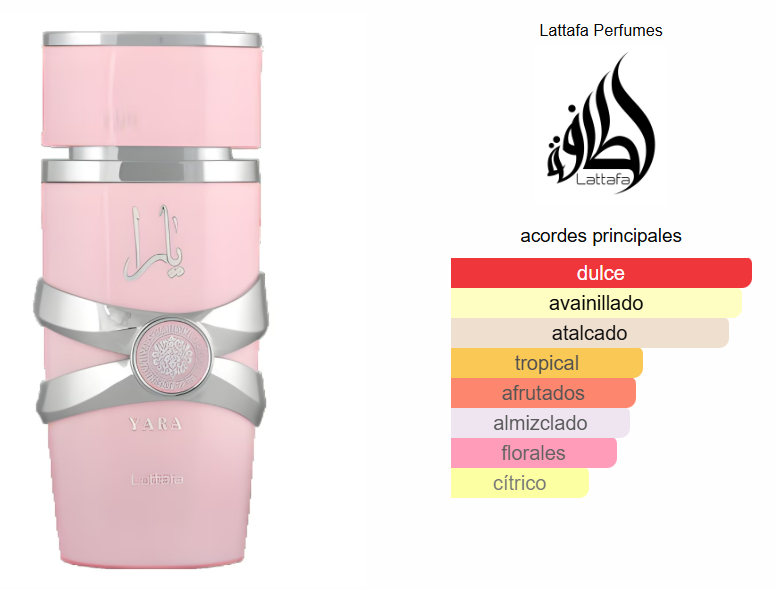 يارا
YARA
Lattafa
Lattafa Perfumes
لطافة
Lattafa
acordes principales
dulce
avainillado
atalcado
tropical
afrutados
almizclado
florales
cítrico